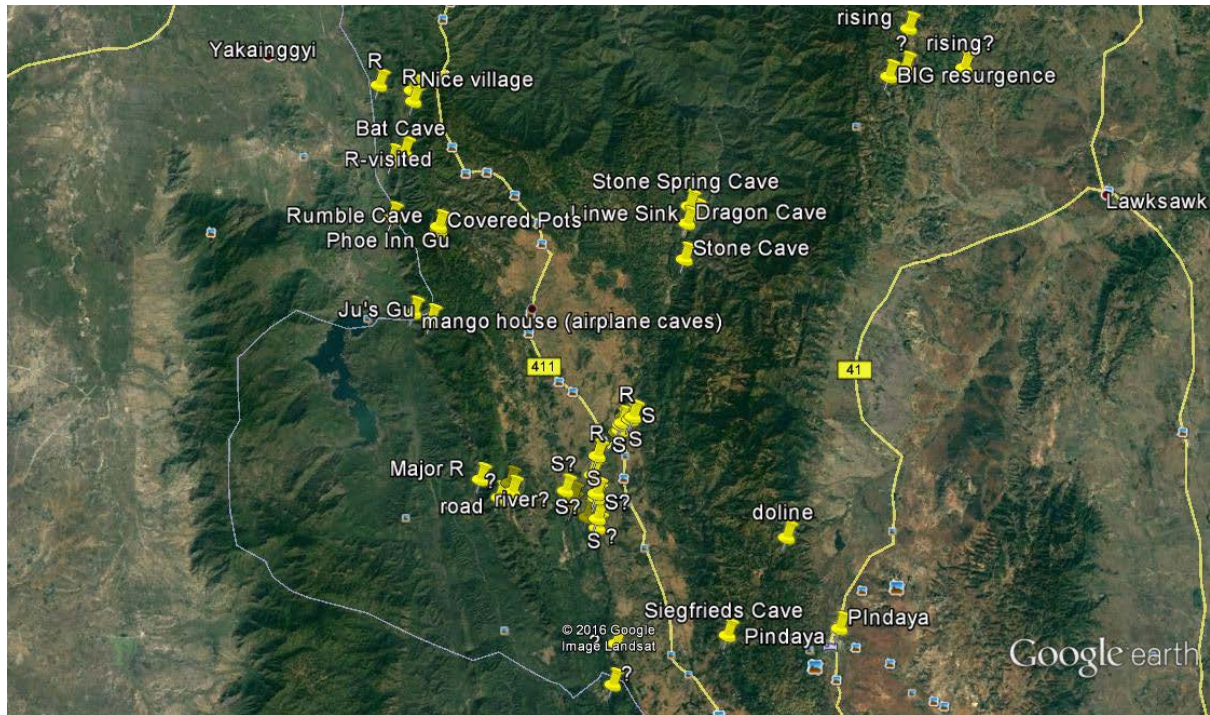 rising
Yakainggyi
? rising?
R
R Nice village
BIG resurgence
Bat Cave
R-visited
Stone Spring Cave
Lawksawk
Rumble Cave Covered Pots
Linwe Sink Dragon Cave
Phoe Inn Gu
Stone Cave
Ju's Gu
mango house (airplane caves)
411
41
R
S
R S S
Major R
S?
?
S
road
river?
S?
S?
doline
S ?
Siegfrieds Cave
PIndaya
© 2016 Google
Image Landsat
?
Pindaya
?
Google earth